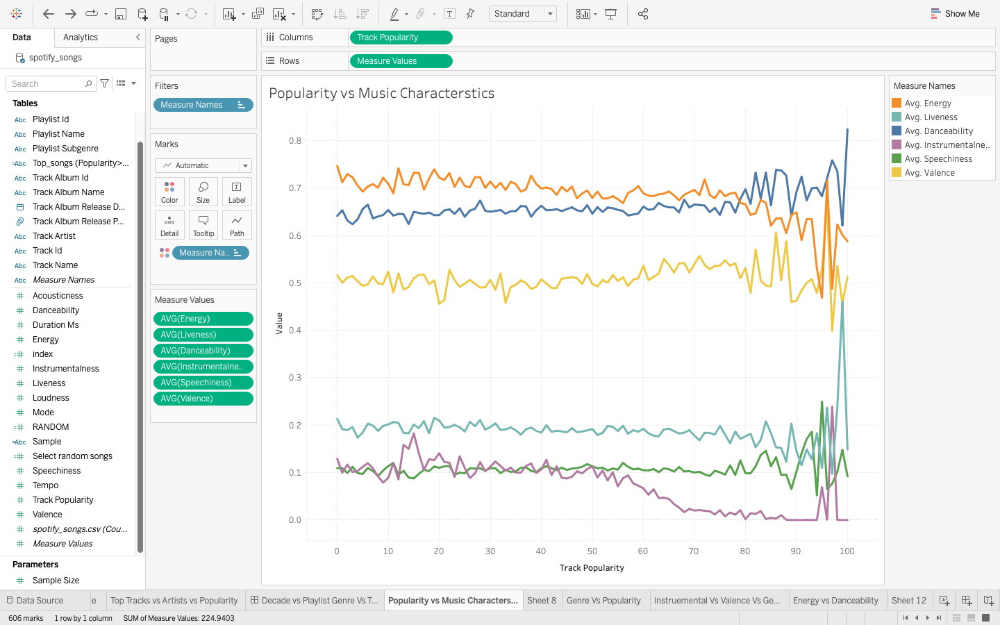 Standard
Show Me
Data
Analytics
spotify_songs
Search
Tables
Abc Playlist Id
Abc Playlist Name
Abc Playlist Subgenre
=Abc Top_songs (Popularity>...
Abc Track Album Id
Abc Track Album Name
Track Album Release D...
Track Album Release P...
Abc Track Artist
Abc Track Id
Abc Track Name
Abc Measure Names
# Acousticness
# Danceability
# Duration Ms
# Energy
=# index
# Instrumentalness
# Liveness
# Loudness
# Mode
=# RANDOM
=Abc Sample
=# Select random songs
# Speechiness
# Tempo
# Track Popularity
# Valence
# spotify_songs.csv (Cou...
# Measure Values
Parameters
# Sample Size
Pages
Filters
Measure Names
Marks
Automatic
Color Size Label
Detail Tooltip Path
Measure Na..
Measure Values
AVG(Energy)
AVG(Liveness)
AVG(Danceability)
AVG(Instrumentalne..
AVG(Speechiness)
AVG(Valence)
Columns
Track Popularity
Rows
Measure Values
Popularity vs Music Characterstics
Value
0.8
0.7
0.6
0.5
0.4
0.3
0.2
0.1
0.0
0 10 20 30 40 50 60 70 80 90 100
Track Popularity
Measure Names
Avg. Energy
Avg. Liveness
Avg. Danceability
Avg. Instrumentalne..
Avg. Speechiness
Avg. Valence
Data Source
e
Top Tracks vs Artists vs Popularity
Decade vs Playlist Genre Vs T...
Popularity vs Music Characters...
Sheet 8
Genre Vs Popularity
Instruemental Vs Valence Vs Ge...
Energy vs Danceability
Sheet 12
606 marks
1 row by 1 column
SUM of Measure Values: 224.9403